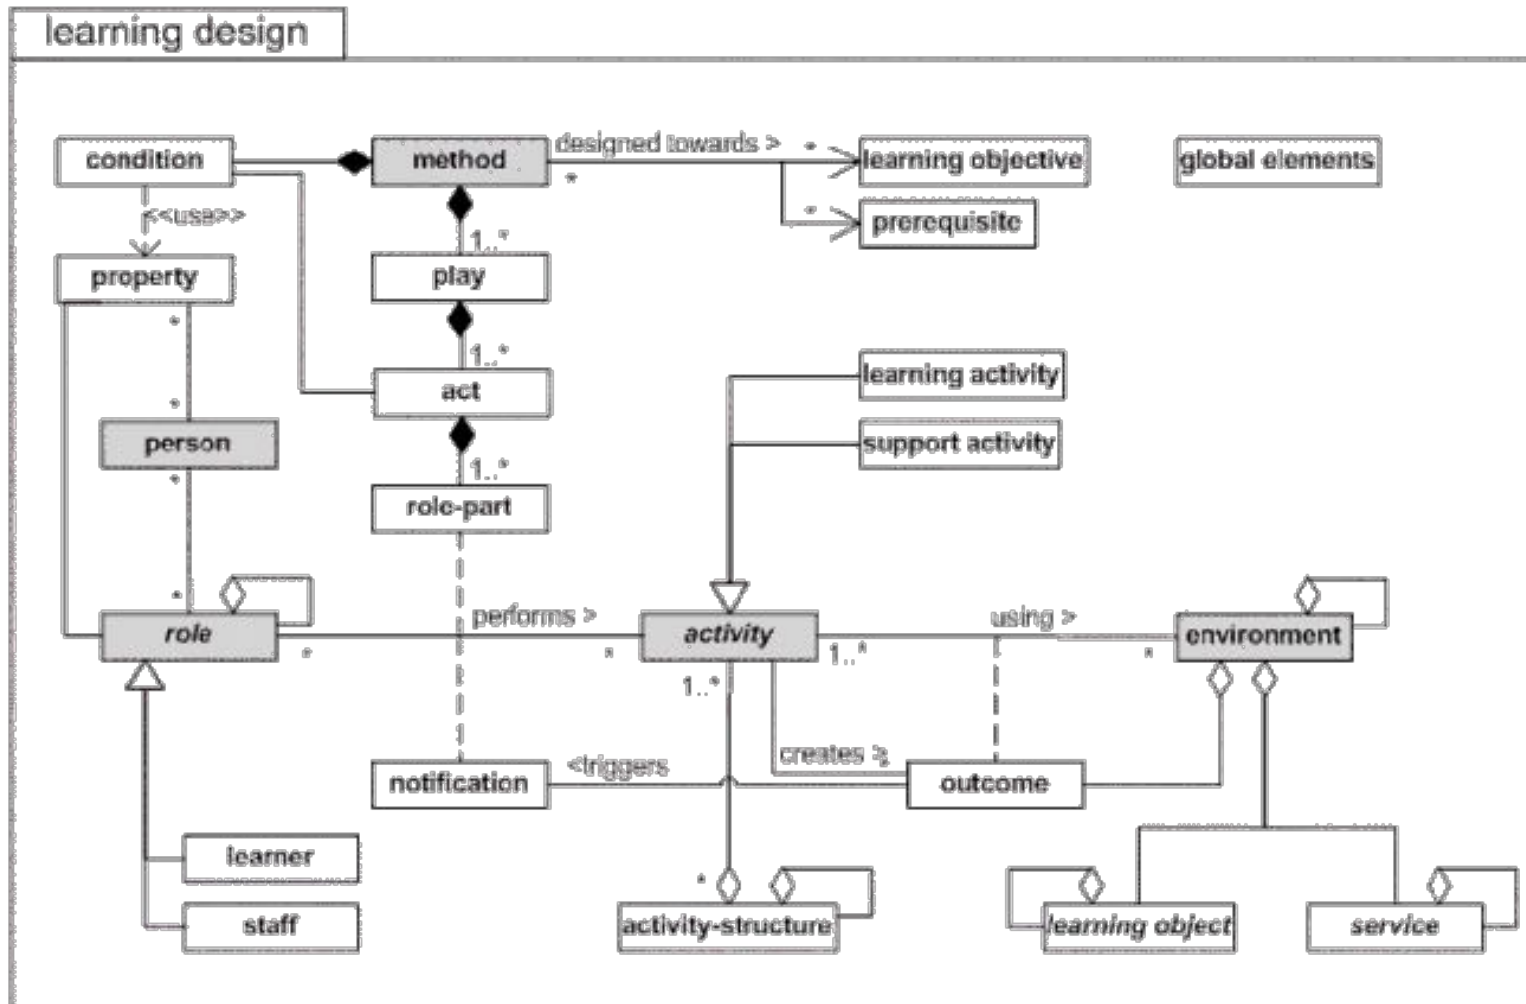 learning design
condition
method
designed towards >
*
*
learning objective
global elements
<<use>>
*
prerequisite
1..*
property
play
*
1..*
learning activity
act
*
person
support activity
*
1..*
role-part
*
performs >
using >
role
activity
environment
*
*
1..*
*
1..*
creates >
<triggers
notification
outcome
learner
*
staff
activity-structure
learning object
service